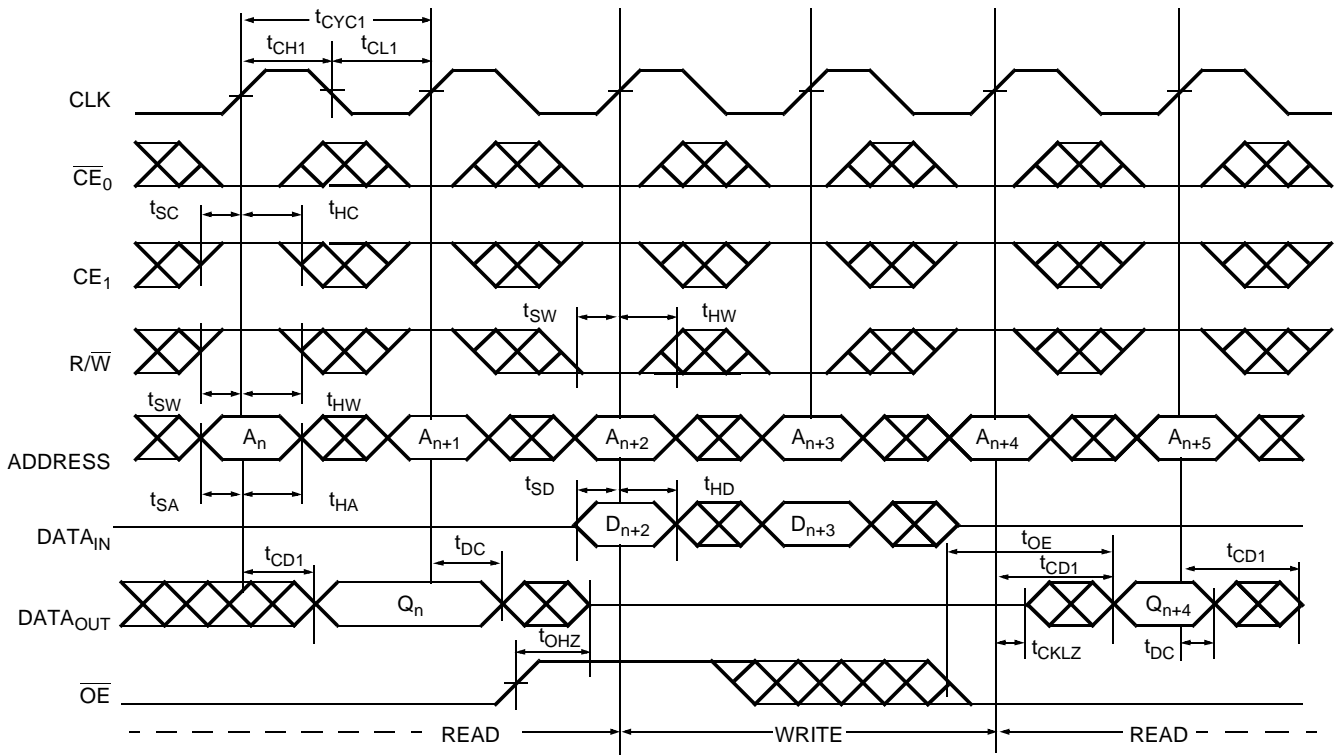 tCYC1
tCH1 tCL1
CLK
CE0
tSC tHC
CE1
tSW tHW
R/W
tSW tHW
An An+1 An+2 An+3 An+4 An+5
ADDRESS
tSA tHA tSD tHD
Dn+2 Dn+3
DATAIN
tCD1 tDC tOE tCD1 tCD1
Qn Qn+4
DATAOUT
tOHZ tCKLZ tDC
OE
READ WRITE READ